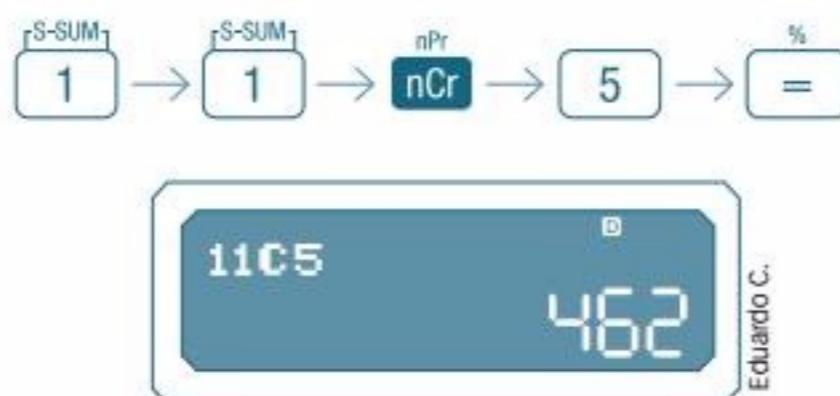 S-SUM S-SUM nPr %
1 1 nCr 5 =
D
11C5
462
Eduardo C.